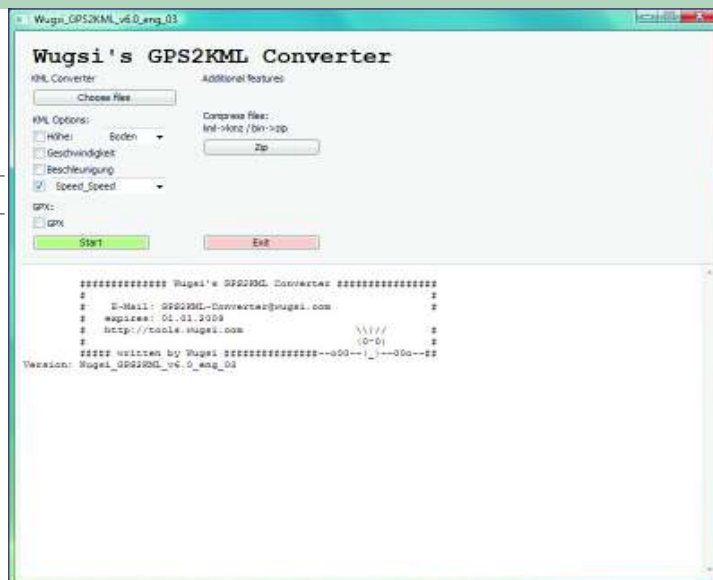 Wugsi_GPS2KML_v6.0_eng_03
Wugsi's GPS2KML Converter
KML Converter
Additional features
Choose files
KML Options:
Compress files:
kml->kmz / bin->zip
Höhe:
Boden
Zip
Geschwindigkeit
Beschleunigung
Speed_Speed
GPX:
GPX
Start
Exit
############## Wugsi's GPS2KML Converter ################
# #
# E-Mail: GPS2KML-Converter@wugsi.com #
# expires: 01.01.2009 #
# http://tools.wugsi.com \\|// #
# (0-0) #
##### written by Wugsi ###############--o00--(_)--00o--##
Version: Wugsi_GPS2KML_v6.0_eng_03